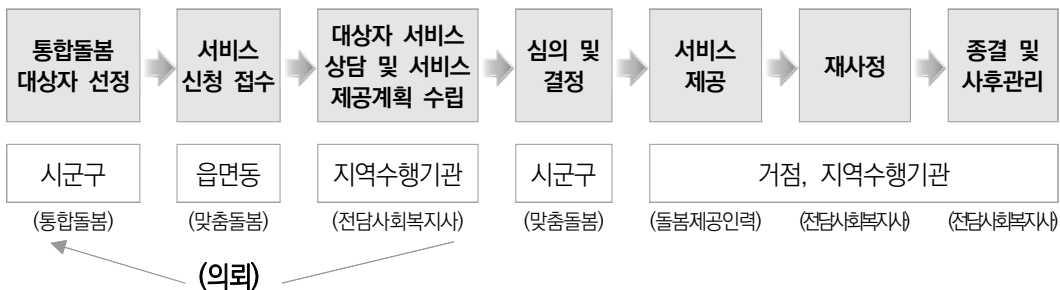 통합돌봄
대상자 선정
서비스
신청 접수
대상자 서비스
상담 및 서비스
제공계획 수립
심의 및
결정
서비스
제공
재사정
종결 및
사후관리
시군구
읍면동
지역수행기관
시군구
거점, 지역수행기관
(통합돌봄)
(맞춤돌봄)
(전담사회복지사)
(맞춤돌봄)
(돌봄제공인력)
(전담사회복지사)
(전담사회복지사)
(의뢰)